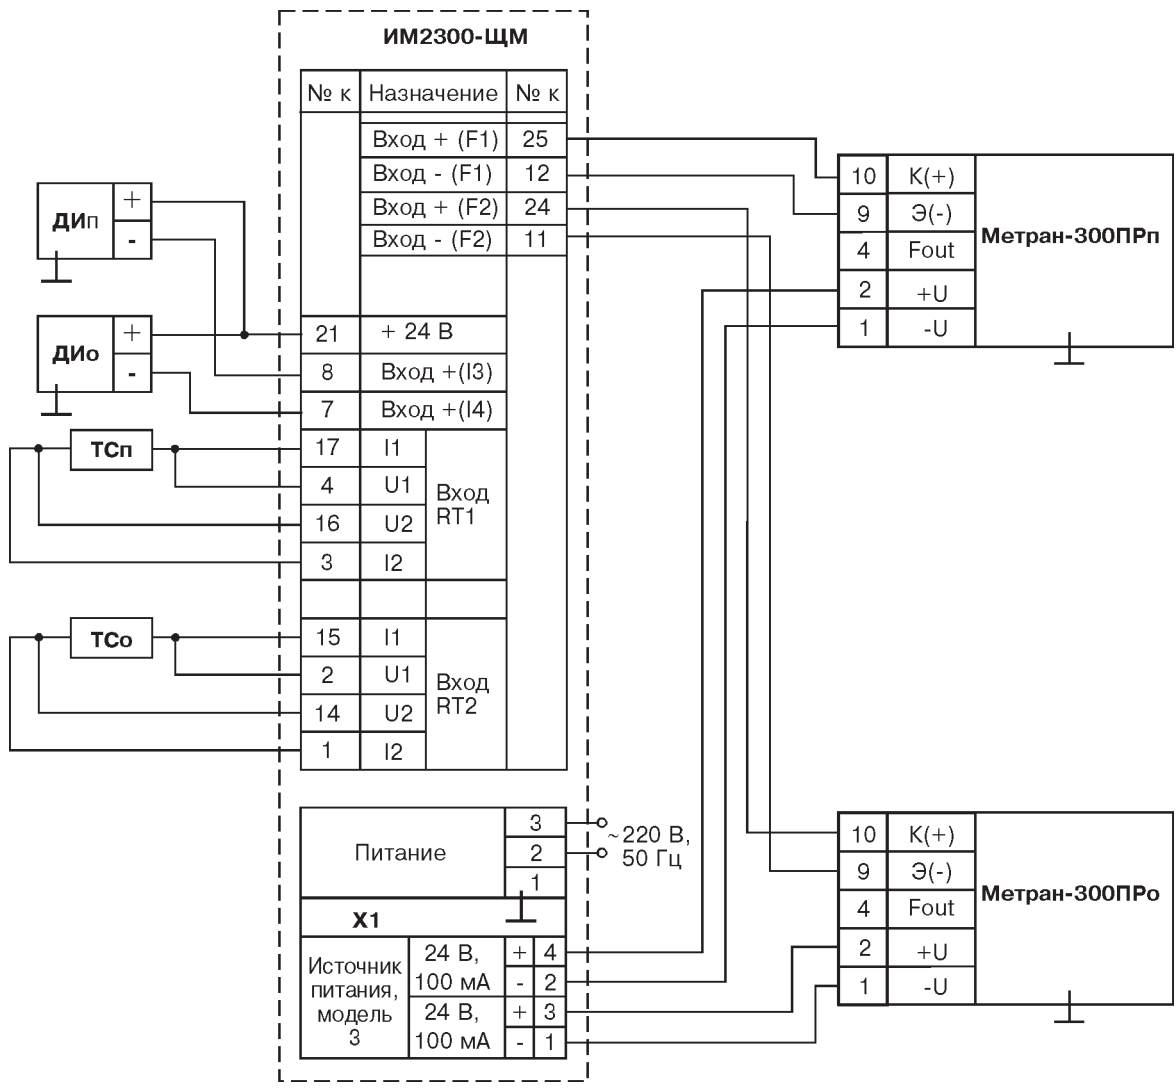 ИМ2300-ЩМ
№ к Назначение № к
Вход + (F1) 25
Вход - (F1) 12
Вход + (F2) 24
Вход - (F2) 11
21 + 24 В
8 Вход +(I3)
7 Вход +(I4)
17 I1
4 U1
16 U2
3 I2
Вход
RT1
15 I1
2 U1
14 U2
1 I2
Вход
RT2
ДИп
+
-
ДИо
+
-
ТСп
ТСо
Питание
3
2
1
~220 В,
50 Гц
X1
Источник
питания,
модель
3
24 В,
100 мА
+ 4
- 2
24 В,
100 мА
+ 3
- 1
10 К(+)
9 Э(-)
4 Fout
2 +U
1 -U
Метран-300ПРп
10 К(+)
9 Э(-)
4 Fout
2 +U
1 -U
Метран-300ПРо